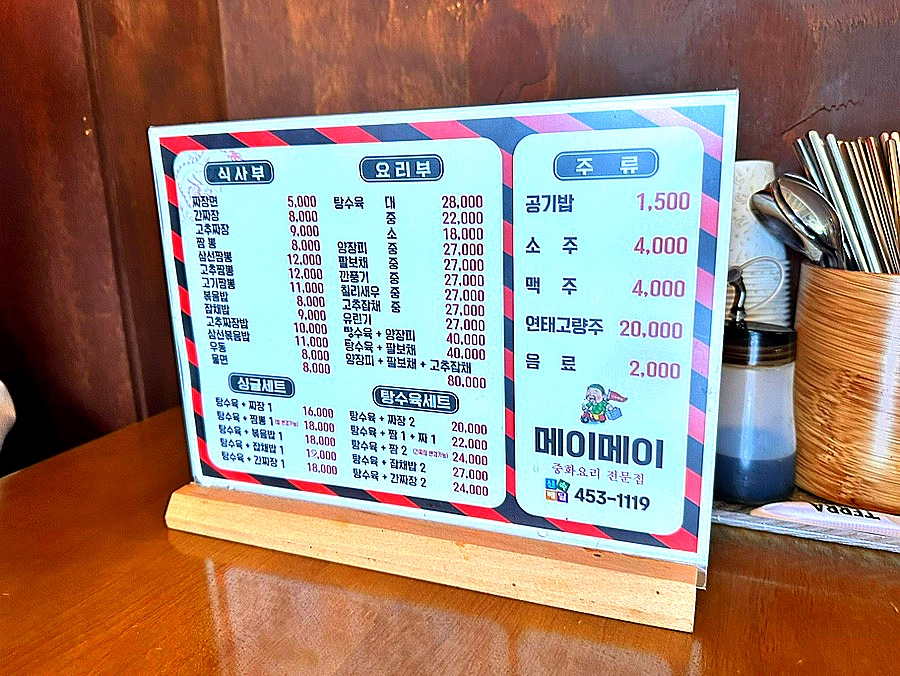 식사부
짜장면 5,000
간짜장 8,000
고추짜장 9,000
짬뽕 8,000
삼선짬뽕 12,000
고추짬뽕 12,000
고기짬뽕 11,000
볶음밥 8,000
잡채밥 9,000
고추짜장밥 10,000
삼선볶음밥 11,000
우동 8,000
울면 8,000
싱글세트
탕수육 + 짜장 1 16,000
탕수육 + 짬뽕 1 18,000
탕수육 + 볶음밥 1 18,000
탕수육 + 잡채밥 1 19,000
탕수육 + 간짜장 1 18,000
요리부
탕수육 대 28,000
중 22,000
소 18,000
양장피 중 27,000
팔보채 중 27,000
깐풍기 중 27,000
칠리새우 중 27,000
고추잡채 중 27,000
유린기 27,000
탕수육 + 양장피 40,000
탕수육 + 팔보채 40,000
양장피 + 팔보채 + 고추잡채
80,000
탕수육세트
탕수육 + 짜장 2 20,000
탕수육 + 짬 1 + 짜 1 22,000
탕수육 + 짬 2 24,000
탕수육 + 잡채밥 2 27,000
탕수육 + 간짜장 2 24,000
주 류
공기밥 1,500
소 주 4,000
맥 주 4,000
연태고량주 20,000
음 료 2,000
메이메이
중화요리 전문점
신속배달 453-1119
TERRA